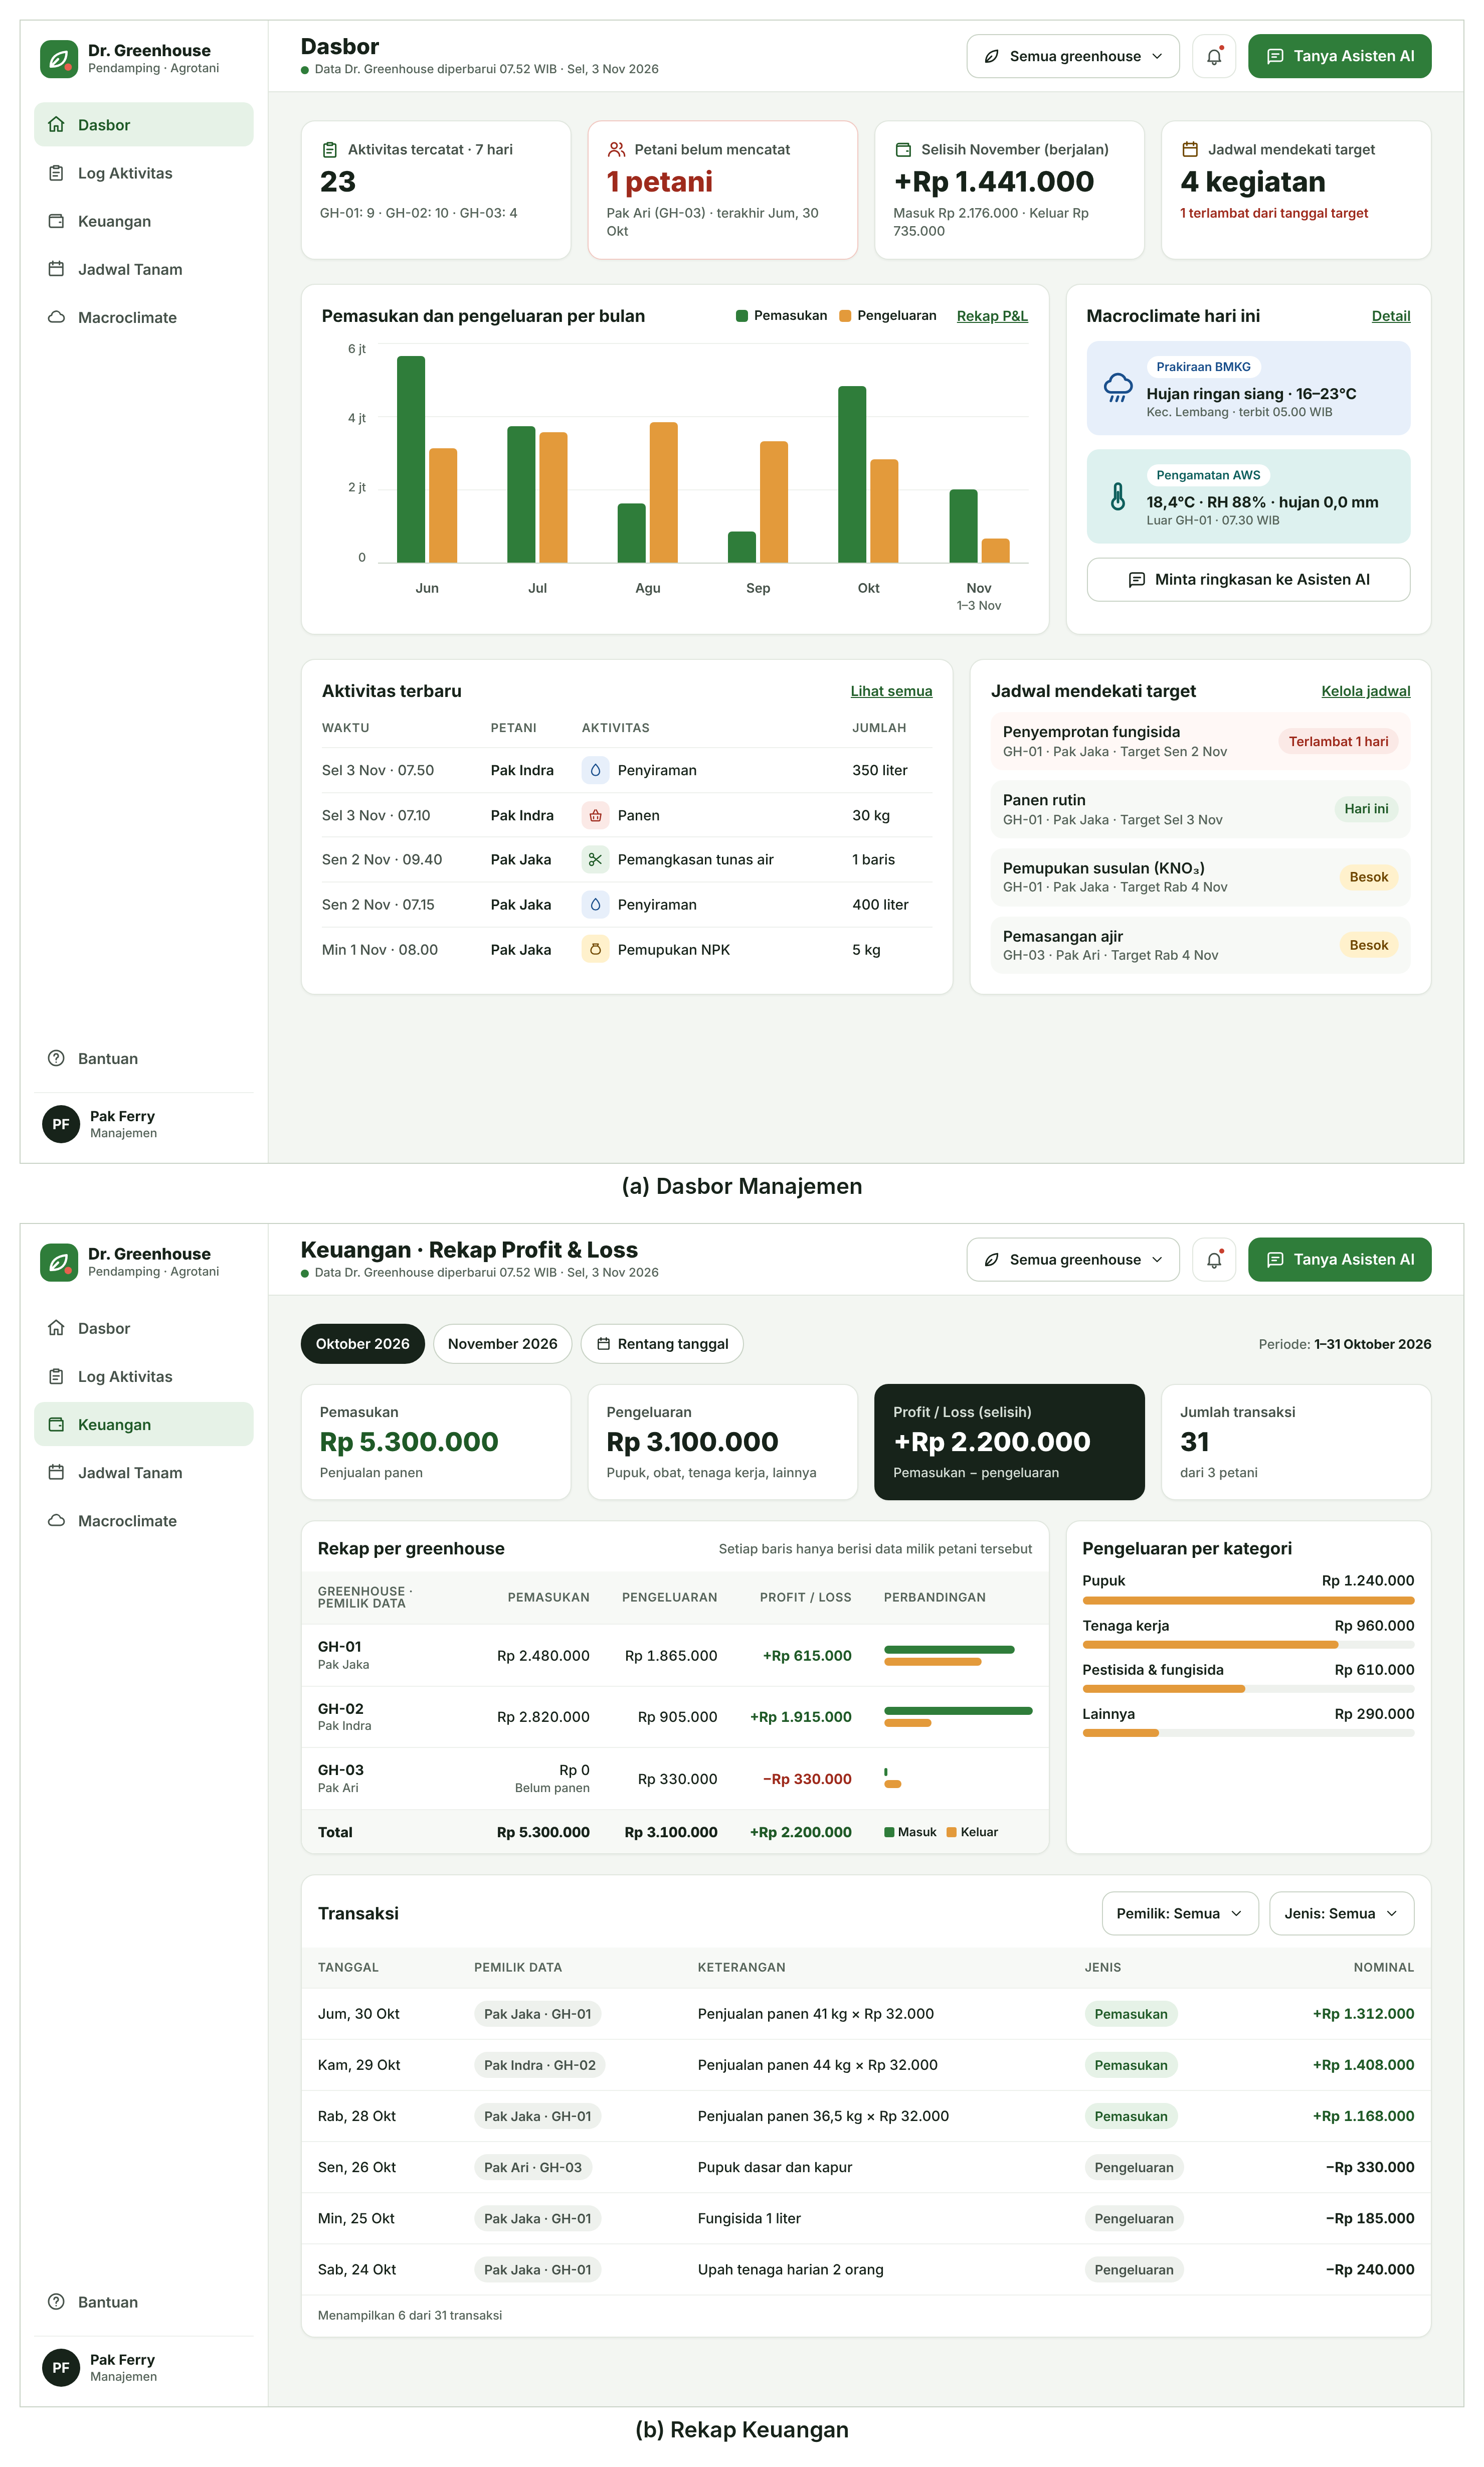 Dr. Greenhouse
Pendamping · Agrotani
Dasbor
Log Aktivitas
Keuangan
Jadwal Tanam
Macroclimate
Bantuan
PF
Pak Ferry
Manajemen
Dasbor
Data Dr. Greenhouse diperbarui 07.52 WIB · Sel, 3 Nov 2026
Semua greenhouse
Tanya Asisten AI
Aktivitas tercatat · 7 hari
23
GH-01: 9 · GH-02: 10 · GH-03: 4
Petani belum mencatat
1 petani
Pak Ari (GH-03) · terakhir Jum, 30
Okt
Selisih November (berjalan)
+Rp 1.441.000
Masuk Rp 2.176.000 · Keluar Rp
735.000
Jadwal mendekati target
4 kegiatan
1 terlambat dari tanggal target
Pemasukan dan pengeluaran per bulan
Pemasukan
Pengeluaran
Rekap P&L
6 jt
4 jt
2 jt
0
Jun
Jul
Agu
Sep
Okt
Nov
1–3 Nov
Macroclimate hari ini
Detail
Prakiraan BMKG
Hujan ringan siang · 16–23°C
Kec. Lembang · terbit 05.00 WIB
Pengamatan AWS
18,4°C · RH 88% · hujan 0,0 mm
Luar GH-01 · 07.30 WIB
Minta ringkasan ke Asisten AI
Aktivitas terbaru
Lihat semua
WAKTU PETANI AKTIVITAS JUMLAH
Sel 3 Nov · 07.50 Pak Indra Penyiraman 350 liter
Sel 3 Nov · 07.10 Pak Indra Panen 30 kg
Sen 2 Nov · 09.40 Pak Jaka Pemangkasan tunas air 1 baris
Sen 2 Nov · 07.15 Pak Jaka Penyiraman 400 liter
Min 1 Nov · 08.00 Pak Jaka Pemupukan NPK 5 kg
Jadwal mendekati target
Kelola jadwal
Penyemprotan fungisida
GH-01 · Pak Jaka · Target Sen 2 Nov
Terlambat 1 hari
Panen rutin
GH-01 · Pak Jaka · Target Sel 3 Nov
Hari ini
Pemupukan susulan (KNO₃)
GH-01 · Pak Jaka · Target Rab 4 Nov
Besok
Pemasangan ajir
GH-03 · Pak Ari · Target Rab 4 Nov
Besok
(a) Dasbor Manajemen
Dr. Greenhouse
Pendamping · Agrotani
Dasbor
Log Aktivitas
Keuangan
Jadwal Tanam
Macroclimate
Bantuan
PF
Pak Ferry
Manajemen
Keuangan · Rekap Profit & Loss
Data Dr. Greenhouse diperbarui 07.52 WIB · Sel, 3 Nov 2026
Semua greenhouse
Tanya Asisten AI
Oktober 2026
November 2026
Rentang tanggal
Periode: 1–31 Oktober 2026
Pemasukan
Rp 5.300.000
Penjualan panen
Pengeluaran
Rp 3.100.000
Pupuk, obat, tenaga kerja, lainnya
Profit / Loss (selisih)
+Rp 2.200.000
Pemasukan − pengeluaran
Jumlah transaksi
31
dari 3 petani
Rekap per greenhouse
Setiap baris hanya berisi data milik petani tersebut
GREENHOUSE ·
PEMILIK DATA
PEMASUKAN PENGELUARAN PROFIT / LOSS PERBANDINGAN
GH-01
Pak Jaka
Rp 2.480.000 Rp 1.865.000 +Rp 615.000
GH-02
Pak Indra
Rp 2.820.000 Rp 905.000 +Rp 1.915.000
GH-03
Pak Ari
Rp 0
Belum panen
Rp 330.000 −Rp 330.000
Total Rp 5.300.000 Rp 3.100.000 +Rp 2.200.000 Masuk Keluar
Pengeluaran per kategori
Pupuk Rp 1.240.000
Tenaga kerja Rp 960.000
Pestisida & fungisida Rp 610.000
Lainnya Rp 290.000
Transaksi
Pemilik: Semua
Jenis: Semua
TANGGAL PEMILIK DATA KETERANGAN JENIS NOMINAL
Jum, 30 Okt Pak Jaka · GH-01 Penjualan panen 41 kg × Rp 32.000 Pemasukan +Rp 1.312.000
Kam, 29 Okt Pak Indra · GH-02 Penjualan panen 44 kg × Rp 32.000 Pemasukan +Rp 1.408.000
Rab, 28 Okt Pak Jaka · GH-01 Penjualan panen 36,5 kg × Rp 32.000 Pemasukan +Rp 1.168.000
Sen, 26 Okt Pak Ari · GH-03 Pupuk dasar dan kapur Pengeluaran −Rp 330.000
Min, 25 Okt Pak Jaka · GH-01 Fungisida 1 liter Pengeluaran −Rp 185.000
Sab, 24 Okt Pak Jaka · GH-01 Upah tenaga harian 2 orang Pengeluaran −Rp 240.000
Menampilkan 6 dari 31 transaksi
(b) Rekap Keuangan